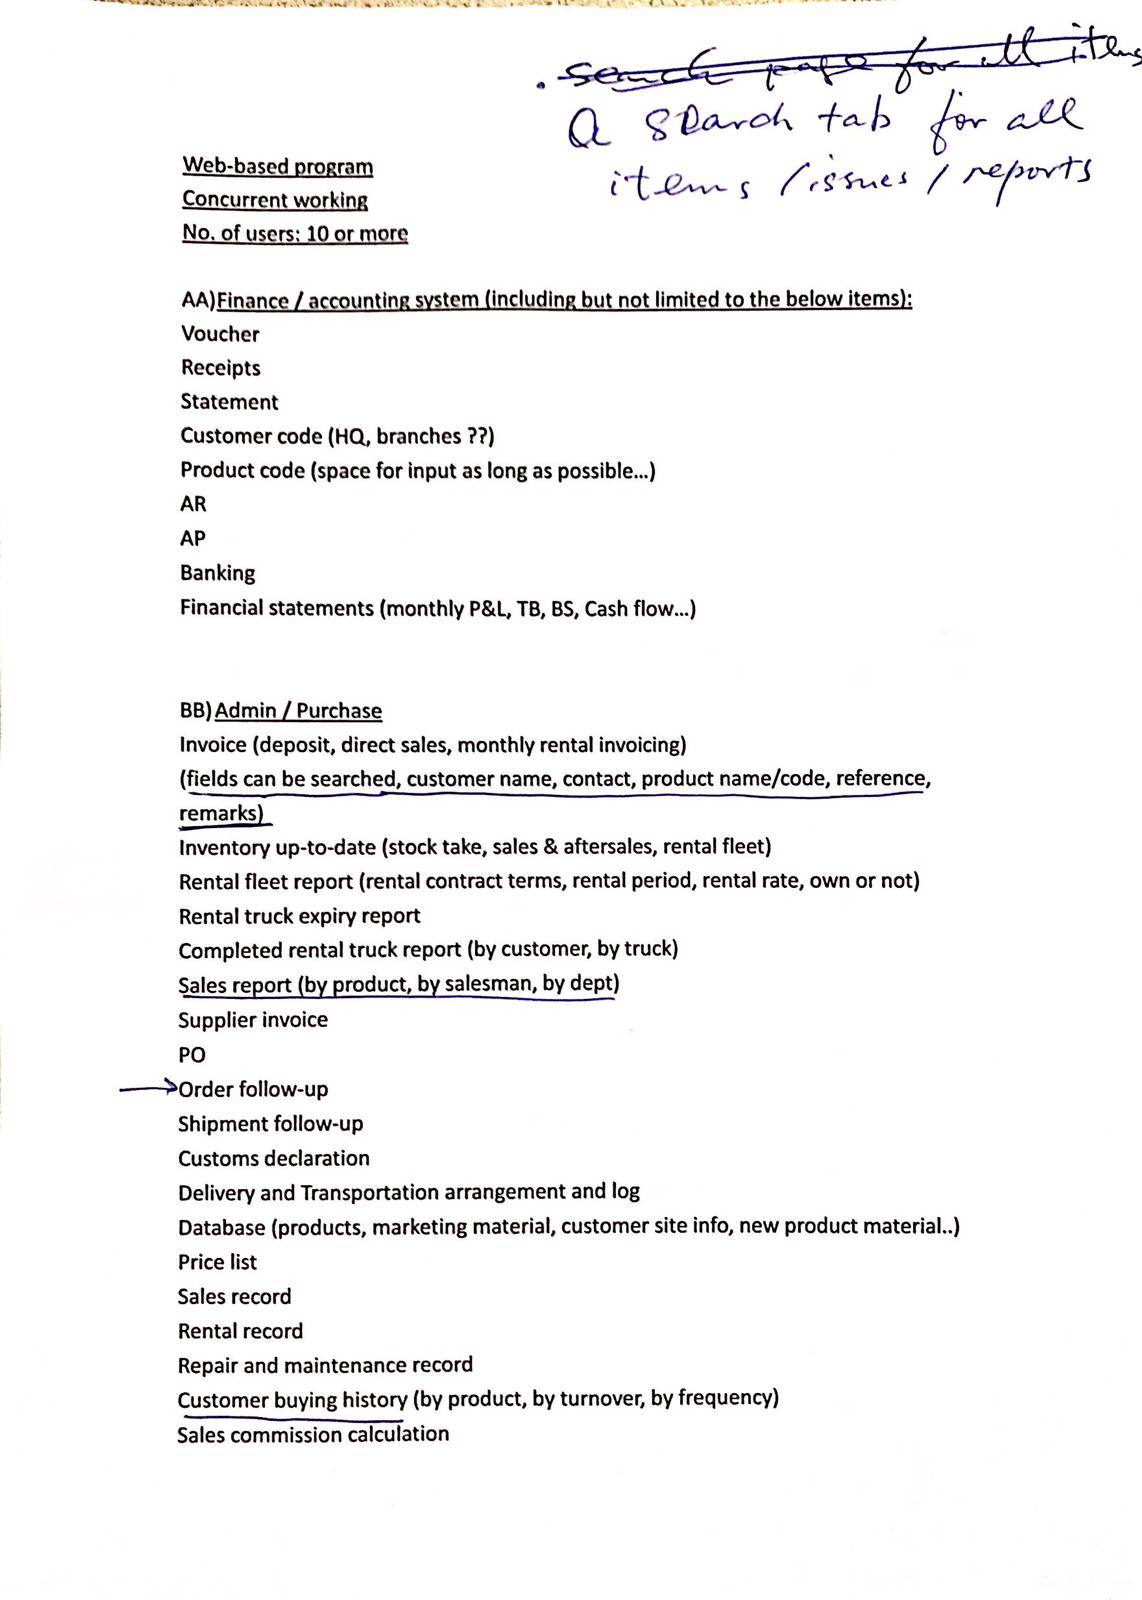 . search page for all items
A search tab for all
items / issues / reports
Web-based program
Concurrent working
No. of users: 10 or more
AA)Finance / accounting system (including but not limited to the below items):
Voucher
Receipts
Statement
Customer code (HQ, branches ??)
Product code (space for input as long as possible...)
AR
AP
Banking
Financial statements (monthly P&L, TB, BS, Cash flow...)
BB)Admin / Purchase
Invoice (deposit, direct sales, monthly rental invoicing)
(fields can be searched, customer name, contact, product name/code, reference,
remarks)
Inventory up-to-date (stock take, sales & aftersales, rental fleet)
Rental fleet report (rental contract terms, rental period, rental rate, own or not)
Rental truck expiry report
Completed rental truck report (by customer, by truck)
Sales report (by product, by salesman, by dept)
Supplier invoice
PO
Order follow-up
Shipment follow-up
Customs declaration
Delivery and Transportation arrangement and log
Database (products, marketing material, customer site info, new product material..)
Price list
Sales record
Rental record
Repair and maintenance record
Customer buying history (by product, by turnover, by frequency)
Sales commission calculation